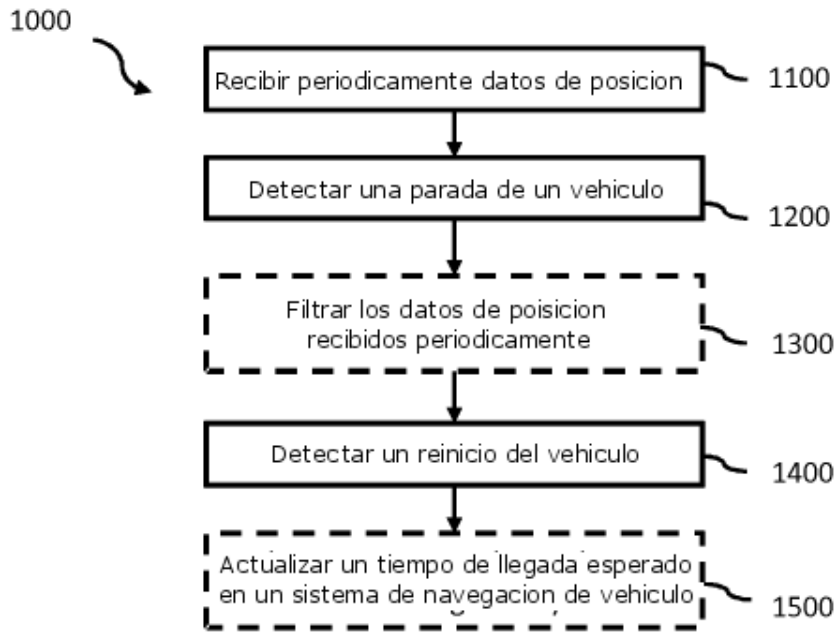 1000
Recibir periodicamente datos de posicion
1100
Detectar una parada de un vehiculo
1200
Filtrar los datos de poisicion
recibidos periodicamente
1300
Detectar un reinicio del vehiculo
1400
Actualizar un tiempo de llegada esperado
en un sistema de navegacion de vehiculo
1500